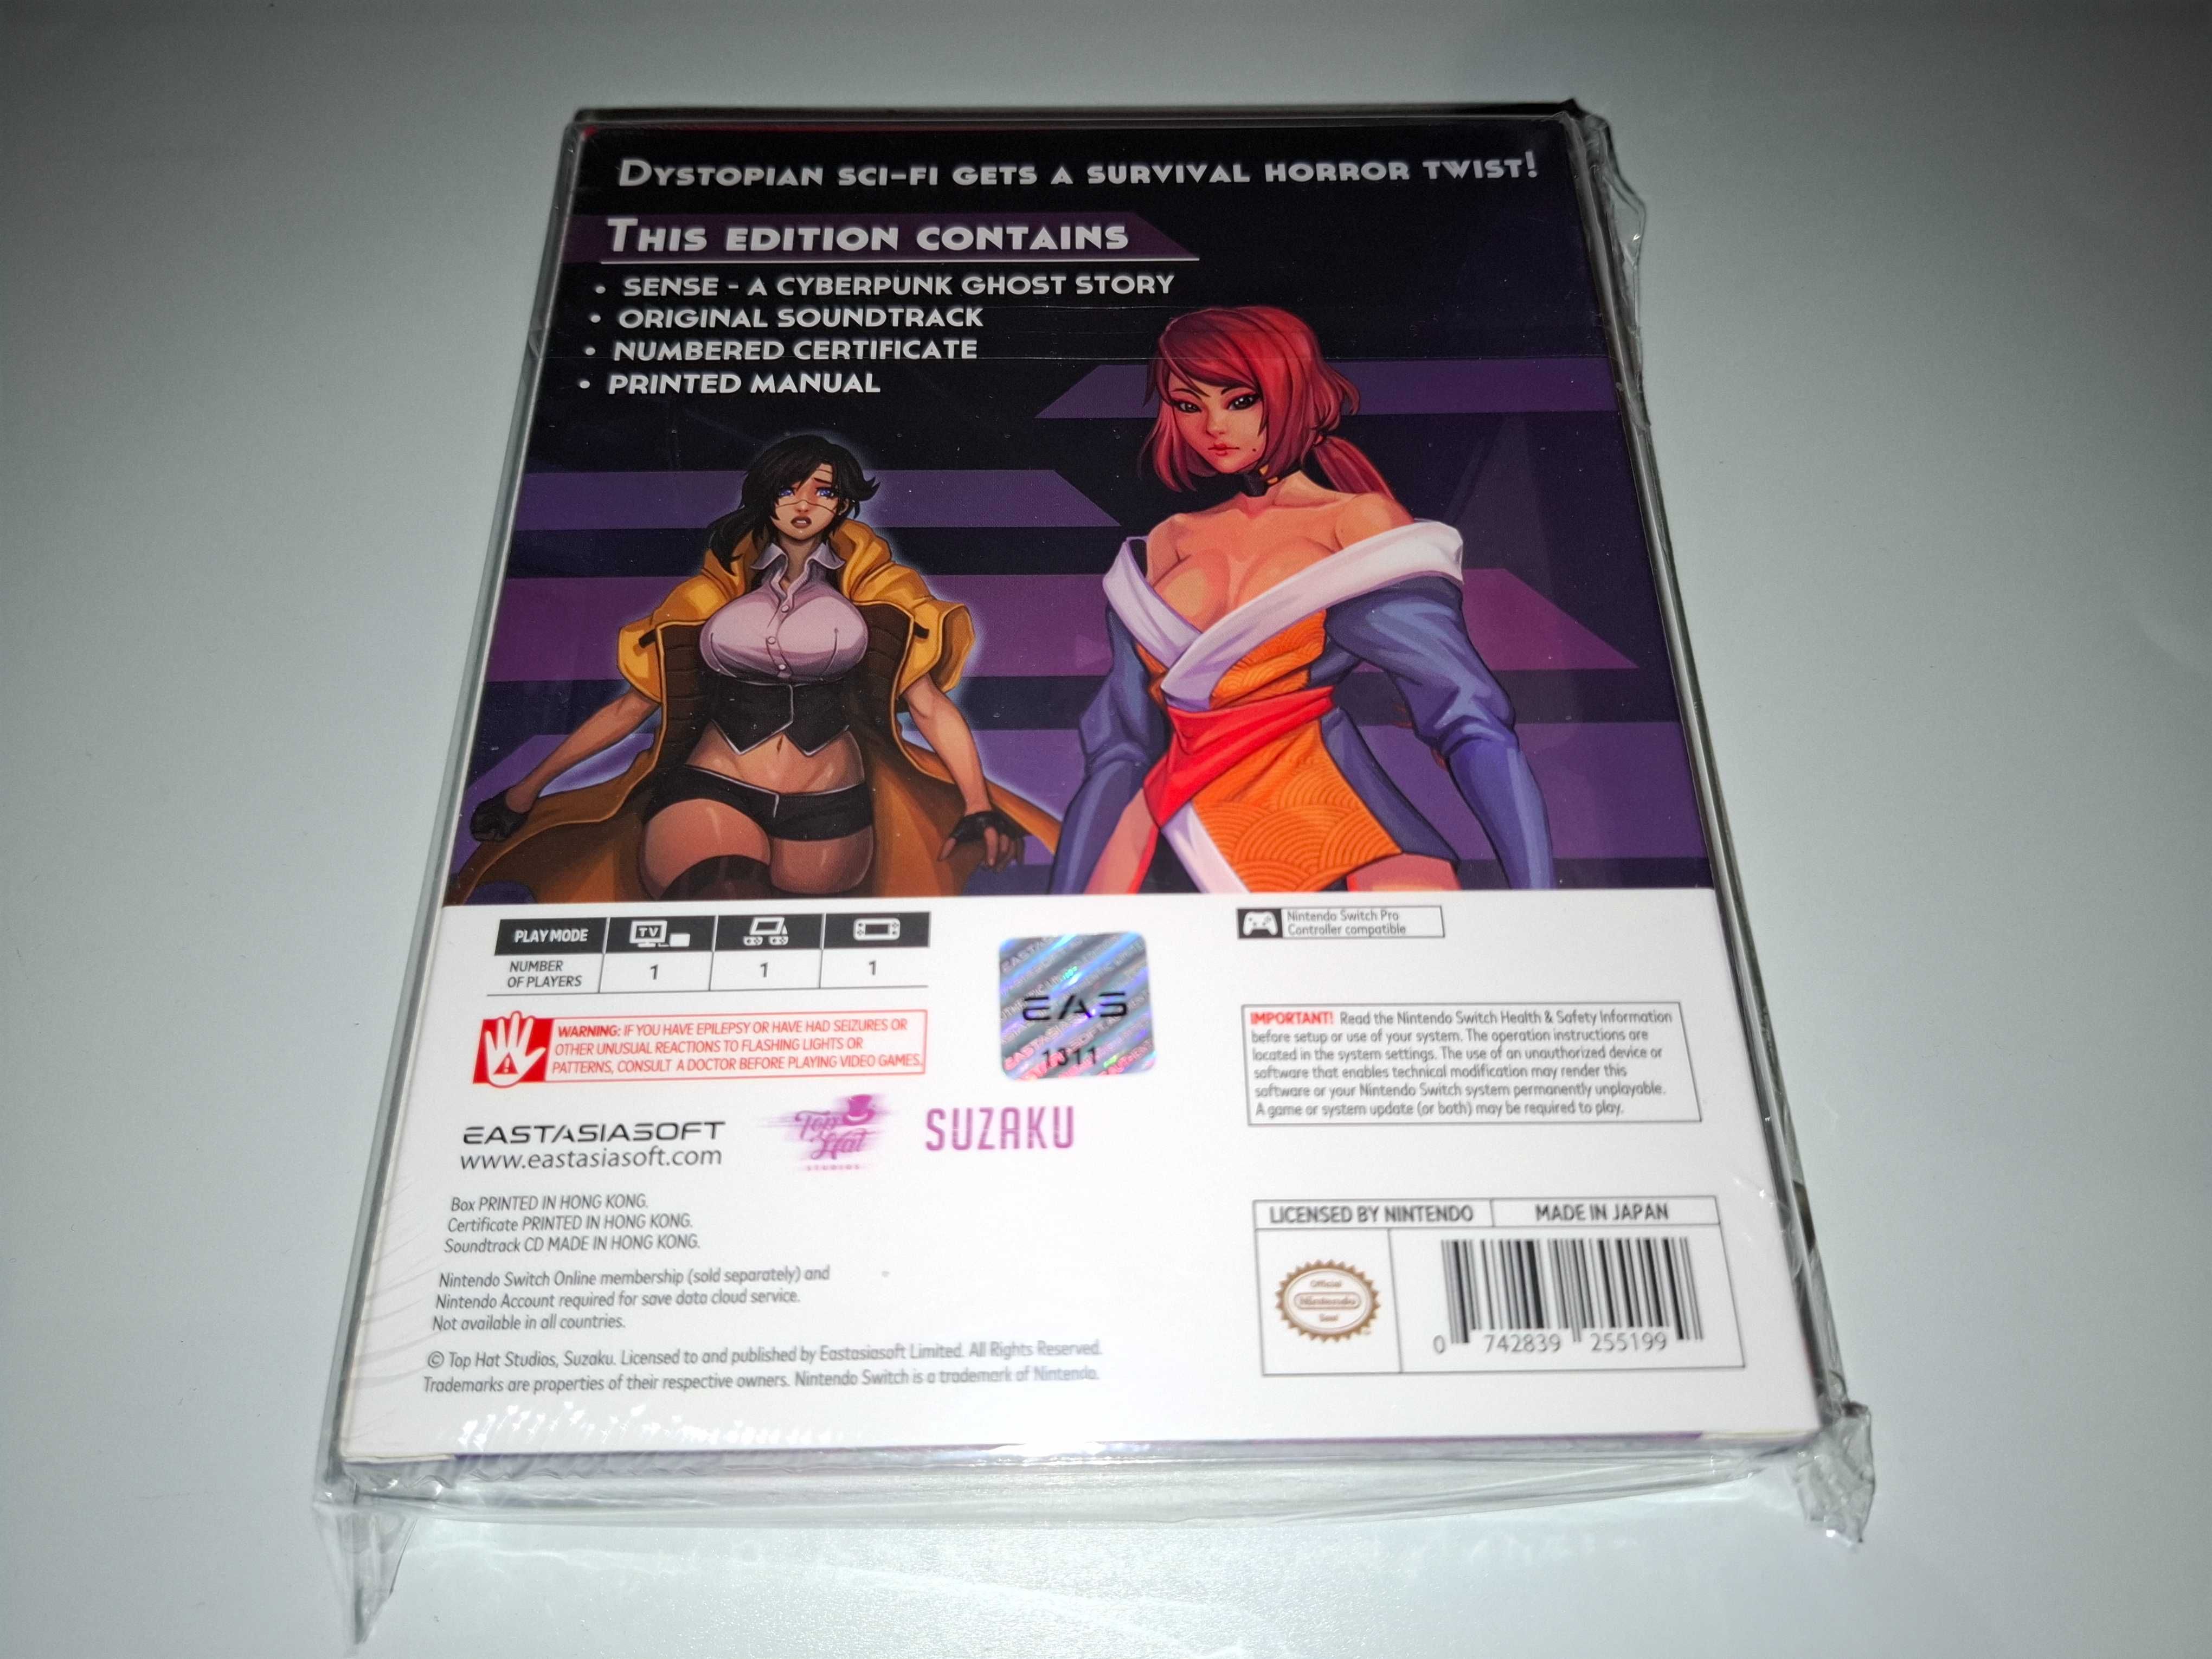 DYSTOPIAN SCI-FI GETS A SURVIVAL HORROR TWIST!
THIS EDITION CONTAINS
• SENSE - A CYBERPUNK GHOST STORY
• ORIGINAL SOUNDTRACK
• NUMBERED CERTIFICATE
• PRINTED MANUAL
PLAY MODE
TV
NUMBER
OF PLAYERS
1
1
1
Nintendo Switch Pro
Controller compatible
EAS
1311
WARNING: IF YOU HAVE EPILEPSY OR HAVE HAD SEIZURES OR
OTHER UNUSUAL REACTIONS TO FLASHING LIGHTS OR
PATTERNS, CONSULT A DOCTOR BEFORE PLAYING VIDEO GAMES.
IMPORTANT! Read the Nintendo Switch Health & Safety Information
before setup or use of your system. The operation instructions are
located in the system settings. The use of an unauthorized device or
software that enables technical modification may render this
software or your Nintendo Switch system permanently unplayable.
A game or system update (or both) may be required to play.
EASTASIASOFT
www.eastasiasoft.com
Top
Hat
STUDIOS
SUZAKU
Box PRINTED IN HONG KONG.
Certificate PRINTED IN HONG KONG.
Soundtrack CD MADE IN HONG KONG.
Nintendo Switch Online membership (sold separately) and
Nintendo Account required for save data cloud service.
Not available in all countries.
© Top Hat Studios, Suzaku. Licensed to and published by Eastasiasoft Limited. All Rights Reserved.
Trademarks are properties of their respective owners. Nintendo Switch is a trademark of Nintendo.
LICENSED BY NINTENDO
MADE IN JAPAN
Official
Nintendo
Seal
0 742839 255199